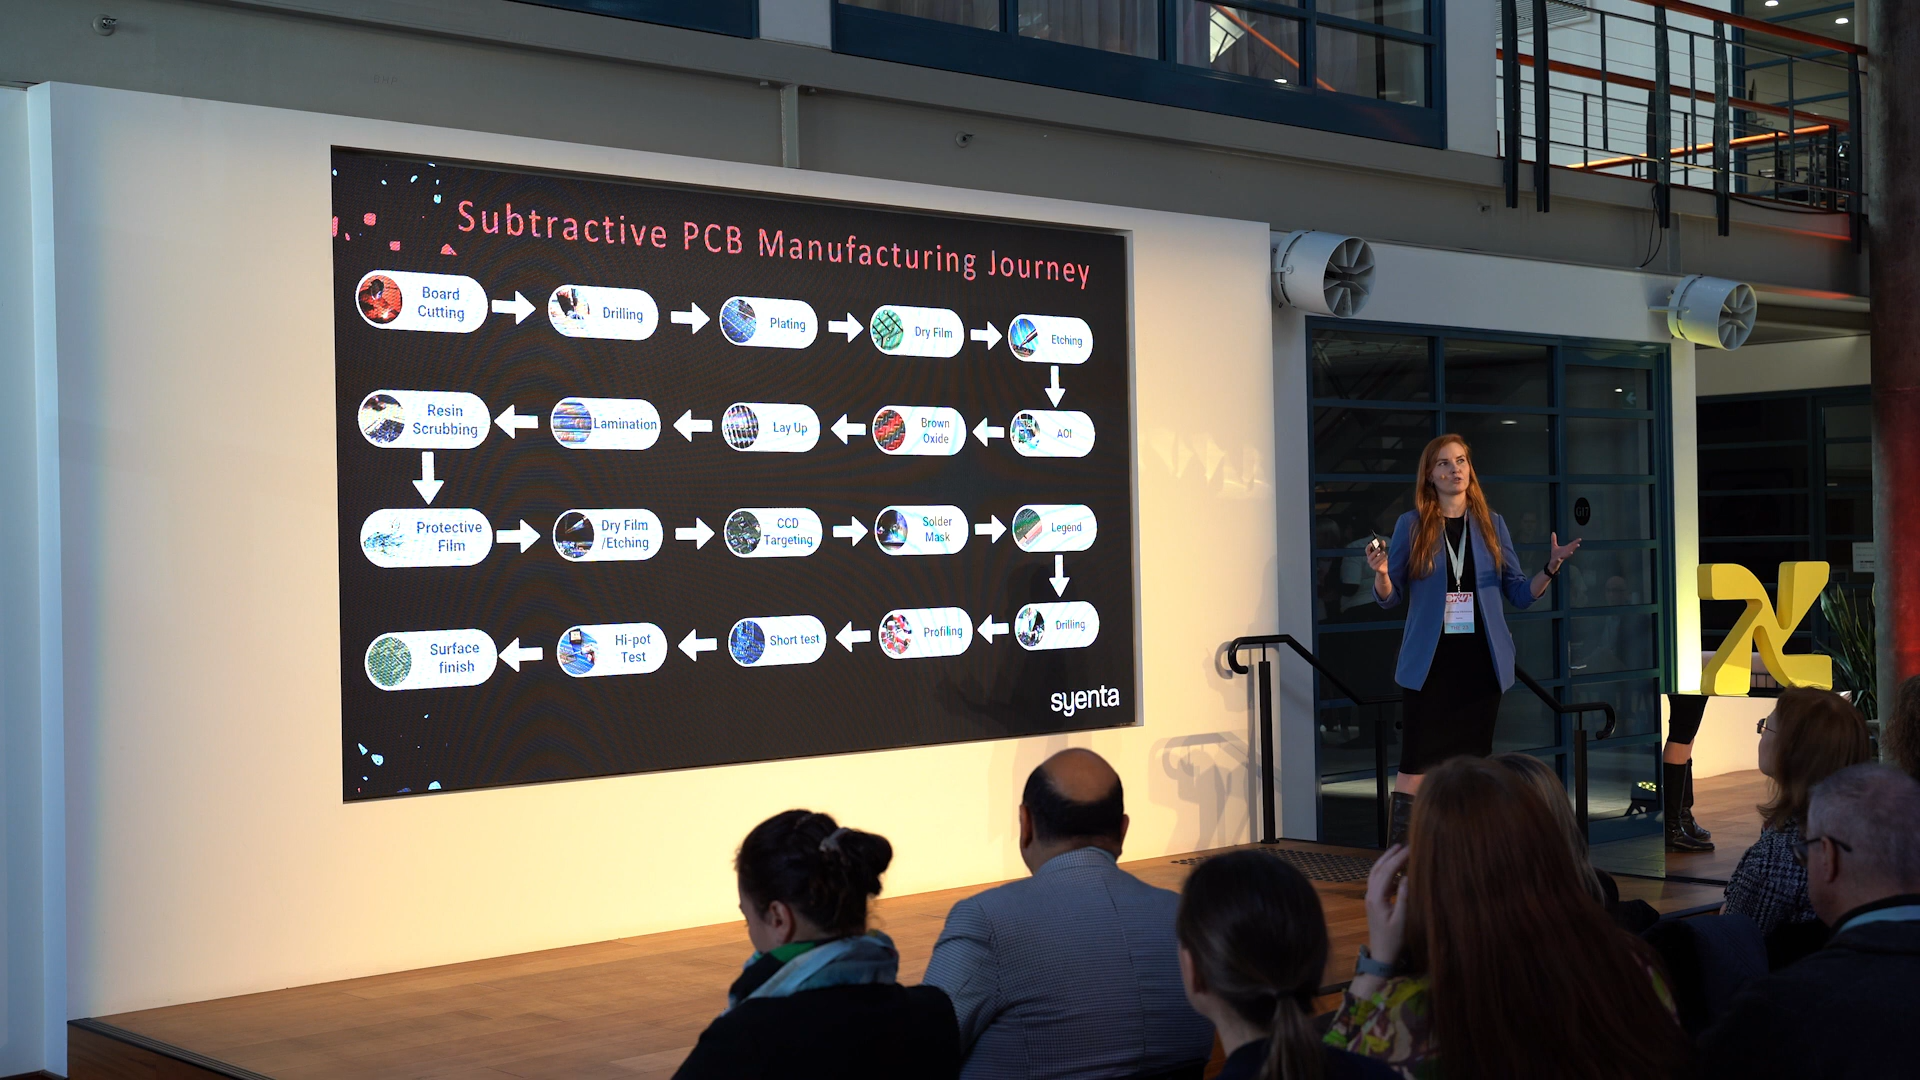 Subtractive PCB Manufacturing Journey
Board
Cutting
Drilling
Plating
Dry Film
Etching
Resin
Scrubbing
Lamination
Lay Up
Brown
Oxide
AOI
Protective
Film
Dry Film
/Etching
CCD
Targeting
Solder
Mask
Legend
Surface
finish
Hi-pot
Test
Short test
Profiling
Drilling
syenta
G17